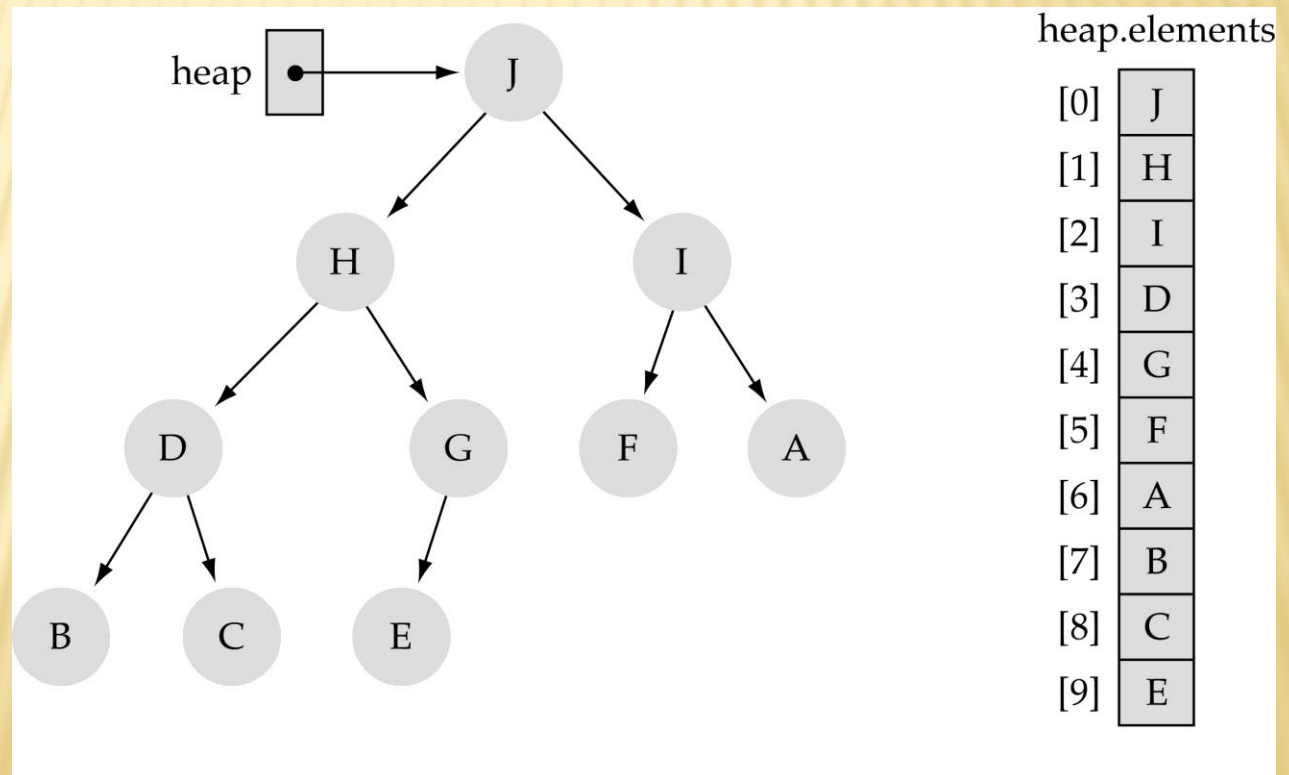 heap
J
H I
D G F A
B C E
heap.elements
[0] J
[1] H
[2] I
[3] D
[4] G
[5] F
[6] A
[7] B
[8] C
[9] E